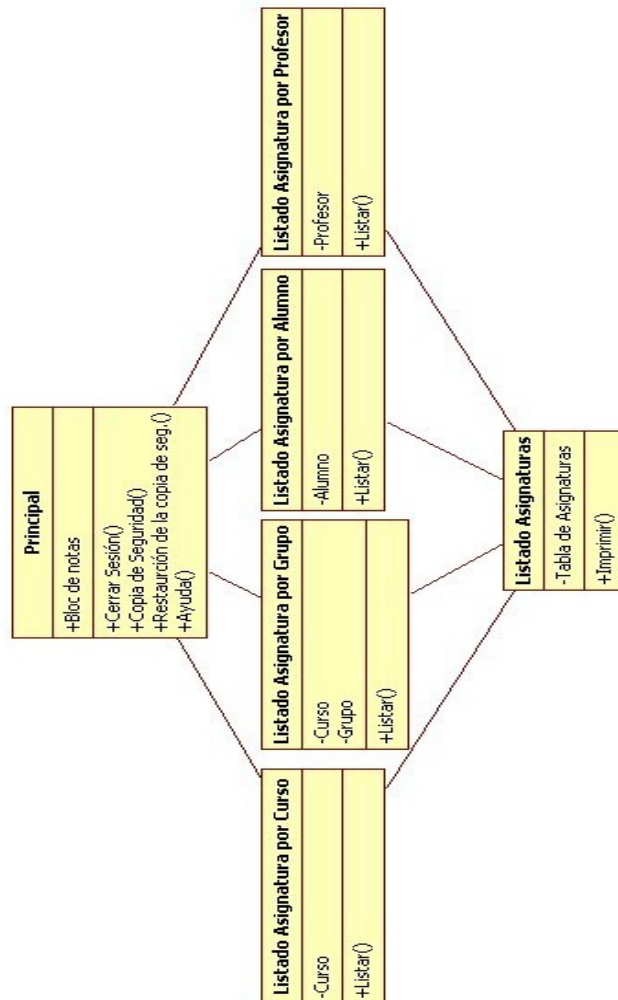 Principal
+Bloc de notas
+Cerrar Sesión()
+Copia de Seguridad()
+Restaurción de la copia de seg.()
+Ayuda()
Listado Asignatura por Curso
-Curso
+Listar()
Listado Asignatura por Grupo
-Curso
-Grupo
+Listar()
Listado Asignatura por Alumno
-Alumno
+Listar()
Listado Asignatura por Profesor
-Profesor
+Listar()
Listado Asignaturas
-Tabla de Asignaturas
+Imprimir()